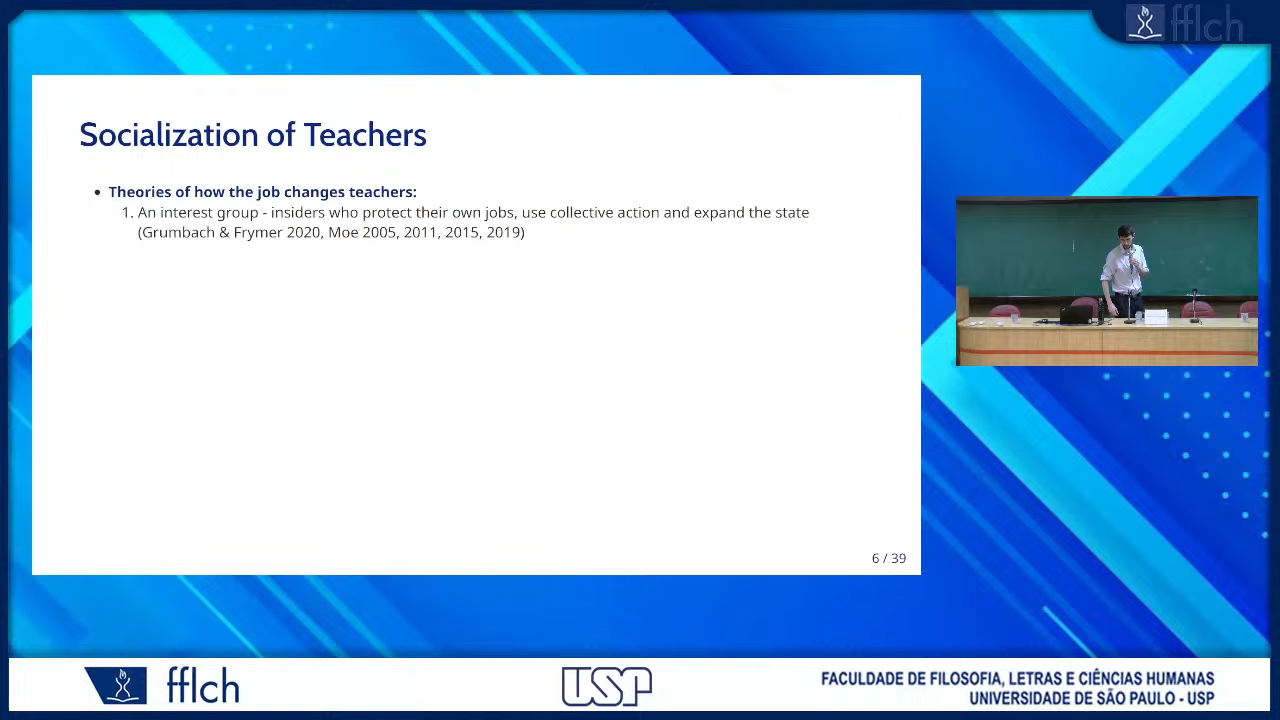 fflch
Socialization of Teachers
• Theories of how the job changes teachers:
1. An interest group - insiders who protect their own jobs, use collective action and expand the state
(Grumbach & Frymer 2020, Moe 2005, 2011, 2015, 2019)
6 / 39
fflch
USP
FACULDADE DE FILOSOFIA, LETRAS E CIÊNCIAS HUMANAS
UNIVERSIDADE DE SÃO PAULO - USP